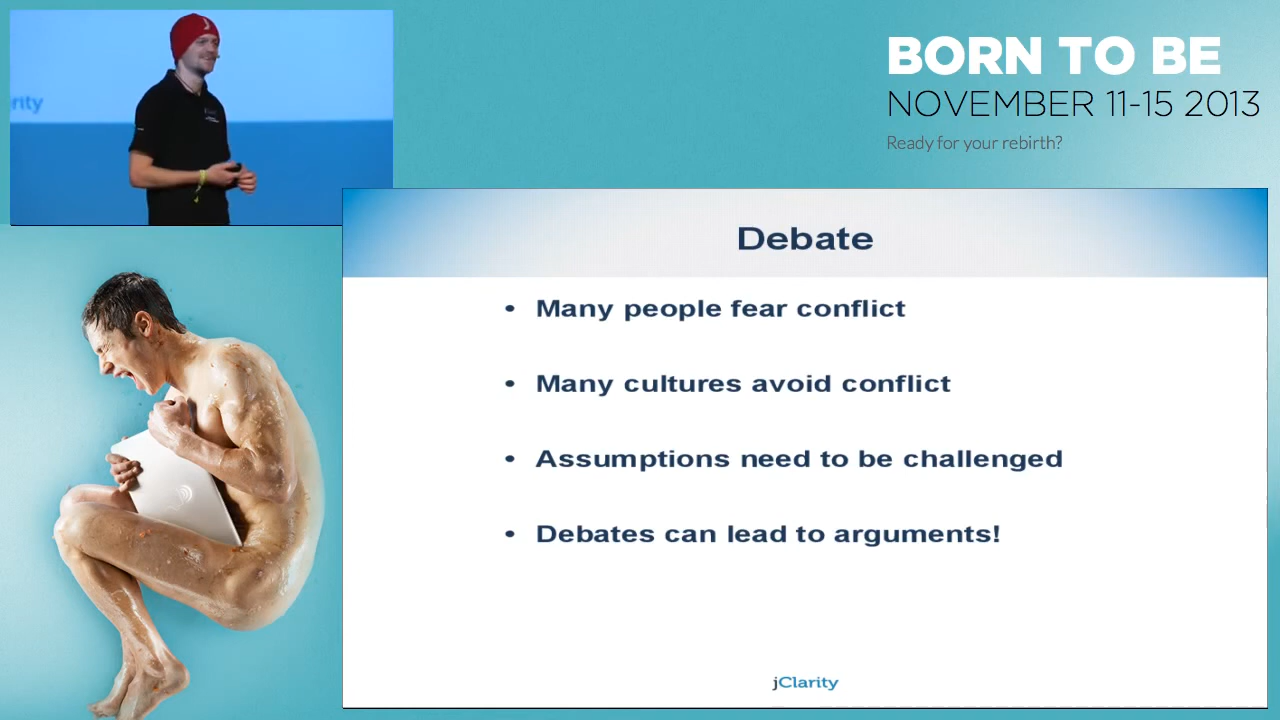 rity
BORN TO BE
NOVEMBER 11-15 2013
Ready for your rebirth?
Debate
• Many people fear conflict
• Many cultures avoid conflict
• Assumptions need to be challenged
• Debates can lead to arguments!
jClarity